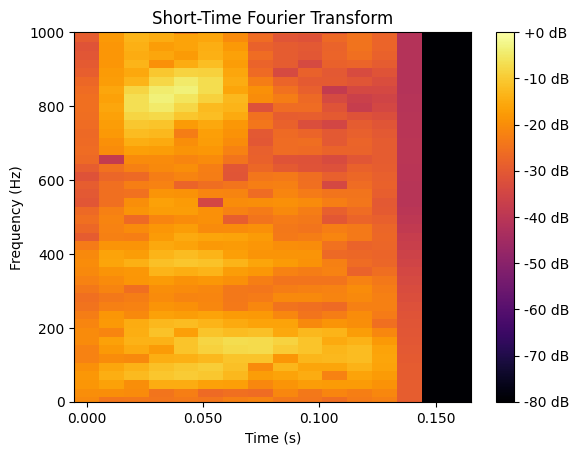 Short-Time Fourier Transform
1000
800
600
400
200
0
Frequency (Hz)
0.000
0.050
0.100
0.150
Time (s)
+0 dB
-10 dB
-20 dB
-30 dB
-40 dB
-50 dB
-60 dB
-70 dB
-80 dB